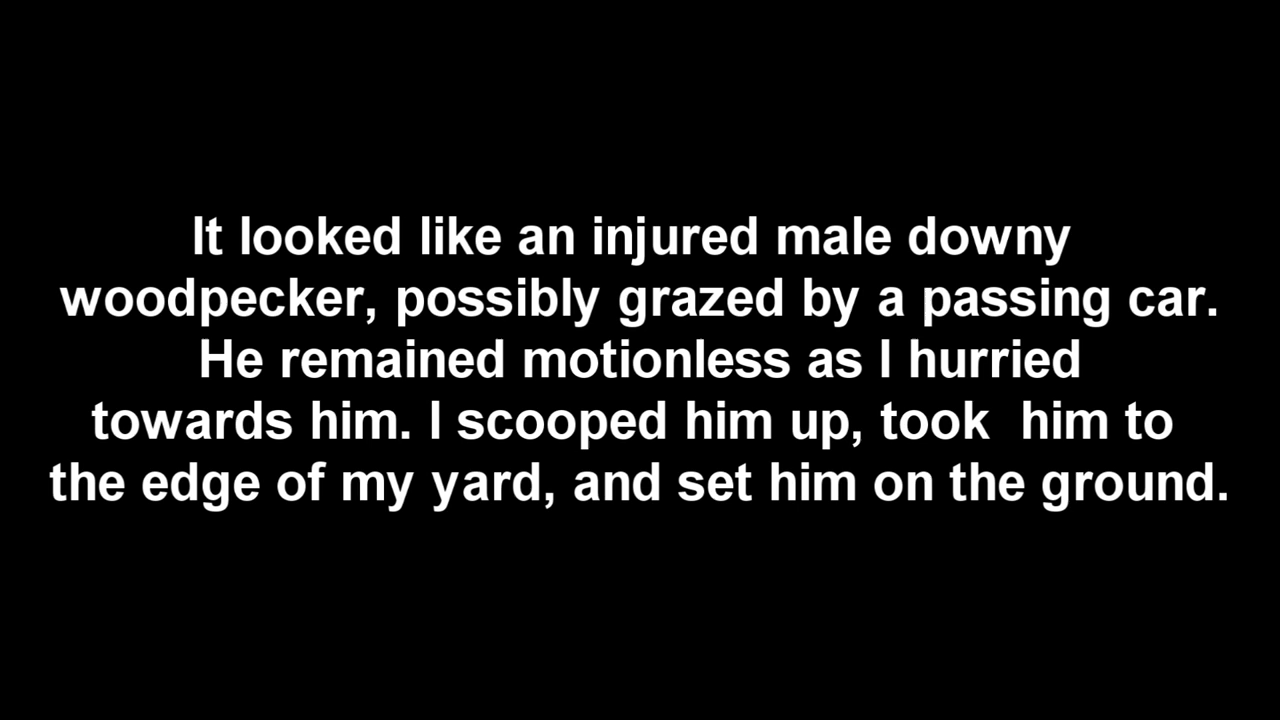 It looked like an injured male downy
woodpecker, possibly grazed by a passing car.
He remained motionless as I hurried
towards him. I scooped him up, took  him to
the edge of my yard, and set him on the ground.